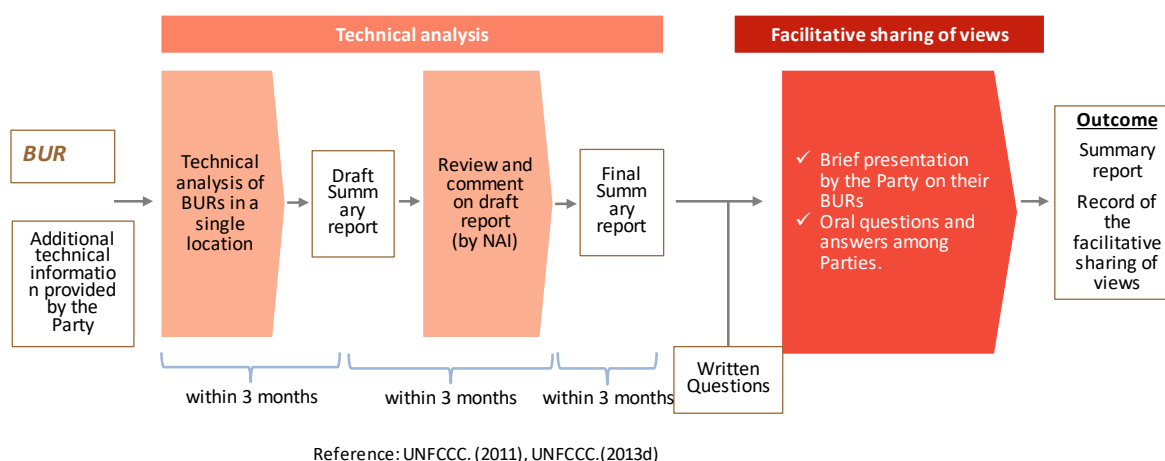 Technical analysis
Facilitative sharing of views
BUR
Additional
technical
informatio
n provided
by the
Party
Technical
analysis of
BURs in a
single
location
Draft
Summ
ary
report
Review and
comment
on draft
report
(by NAI)
Final
Summ
ary
report
Written
Questions
✓ Brief presentation
by the Party on their
BURs
✓ Oral questions and
answers among
Parties.
Outcome
Summary
report
Record of
the
facilitative
sharing of
views
within 3 months
within 3 months
within 3 months
Reference: UNFCCC. (2011), UNFCCC.(2013d)